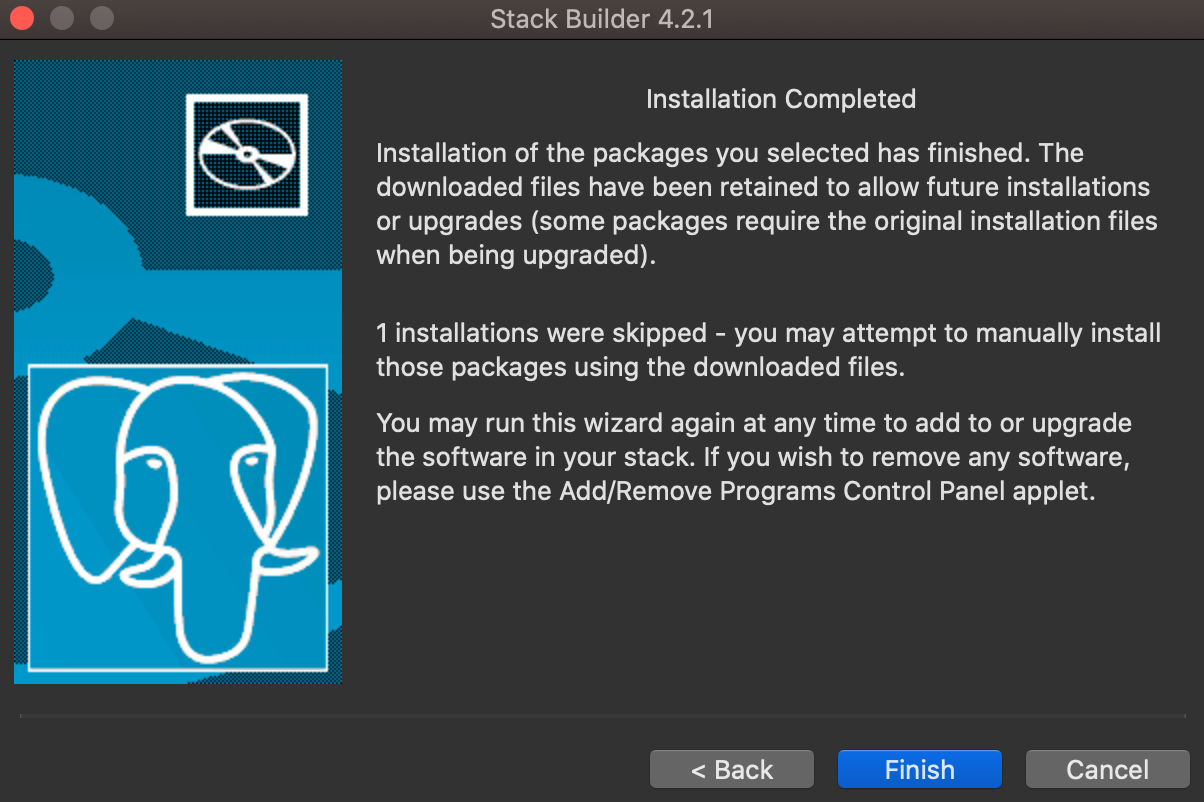 Stack Builder 4.2.1
Installation Completed
Installation of the packages you selected has finished. The
downloaded files have been retained to allow future installations
or upgrades (some packages require the original installation files
when being upgraded).
1 installations were skipped - you may attempt to manually install
those packages using the downloaded files.
You may run this wizard again at any time to add to or upgrade
the software in your stack. If you wish to remove any software,
please use the Add/Remove Programs Control Panel applet.
< Back
Finish
Cancel